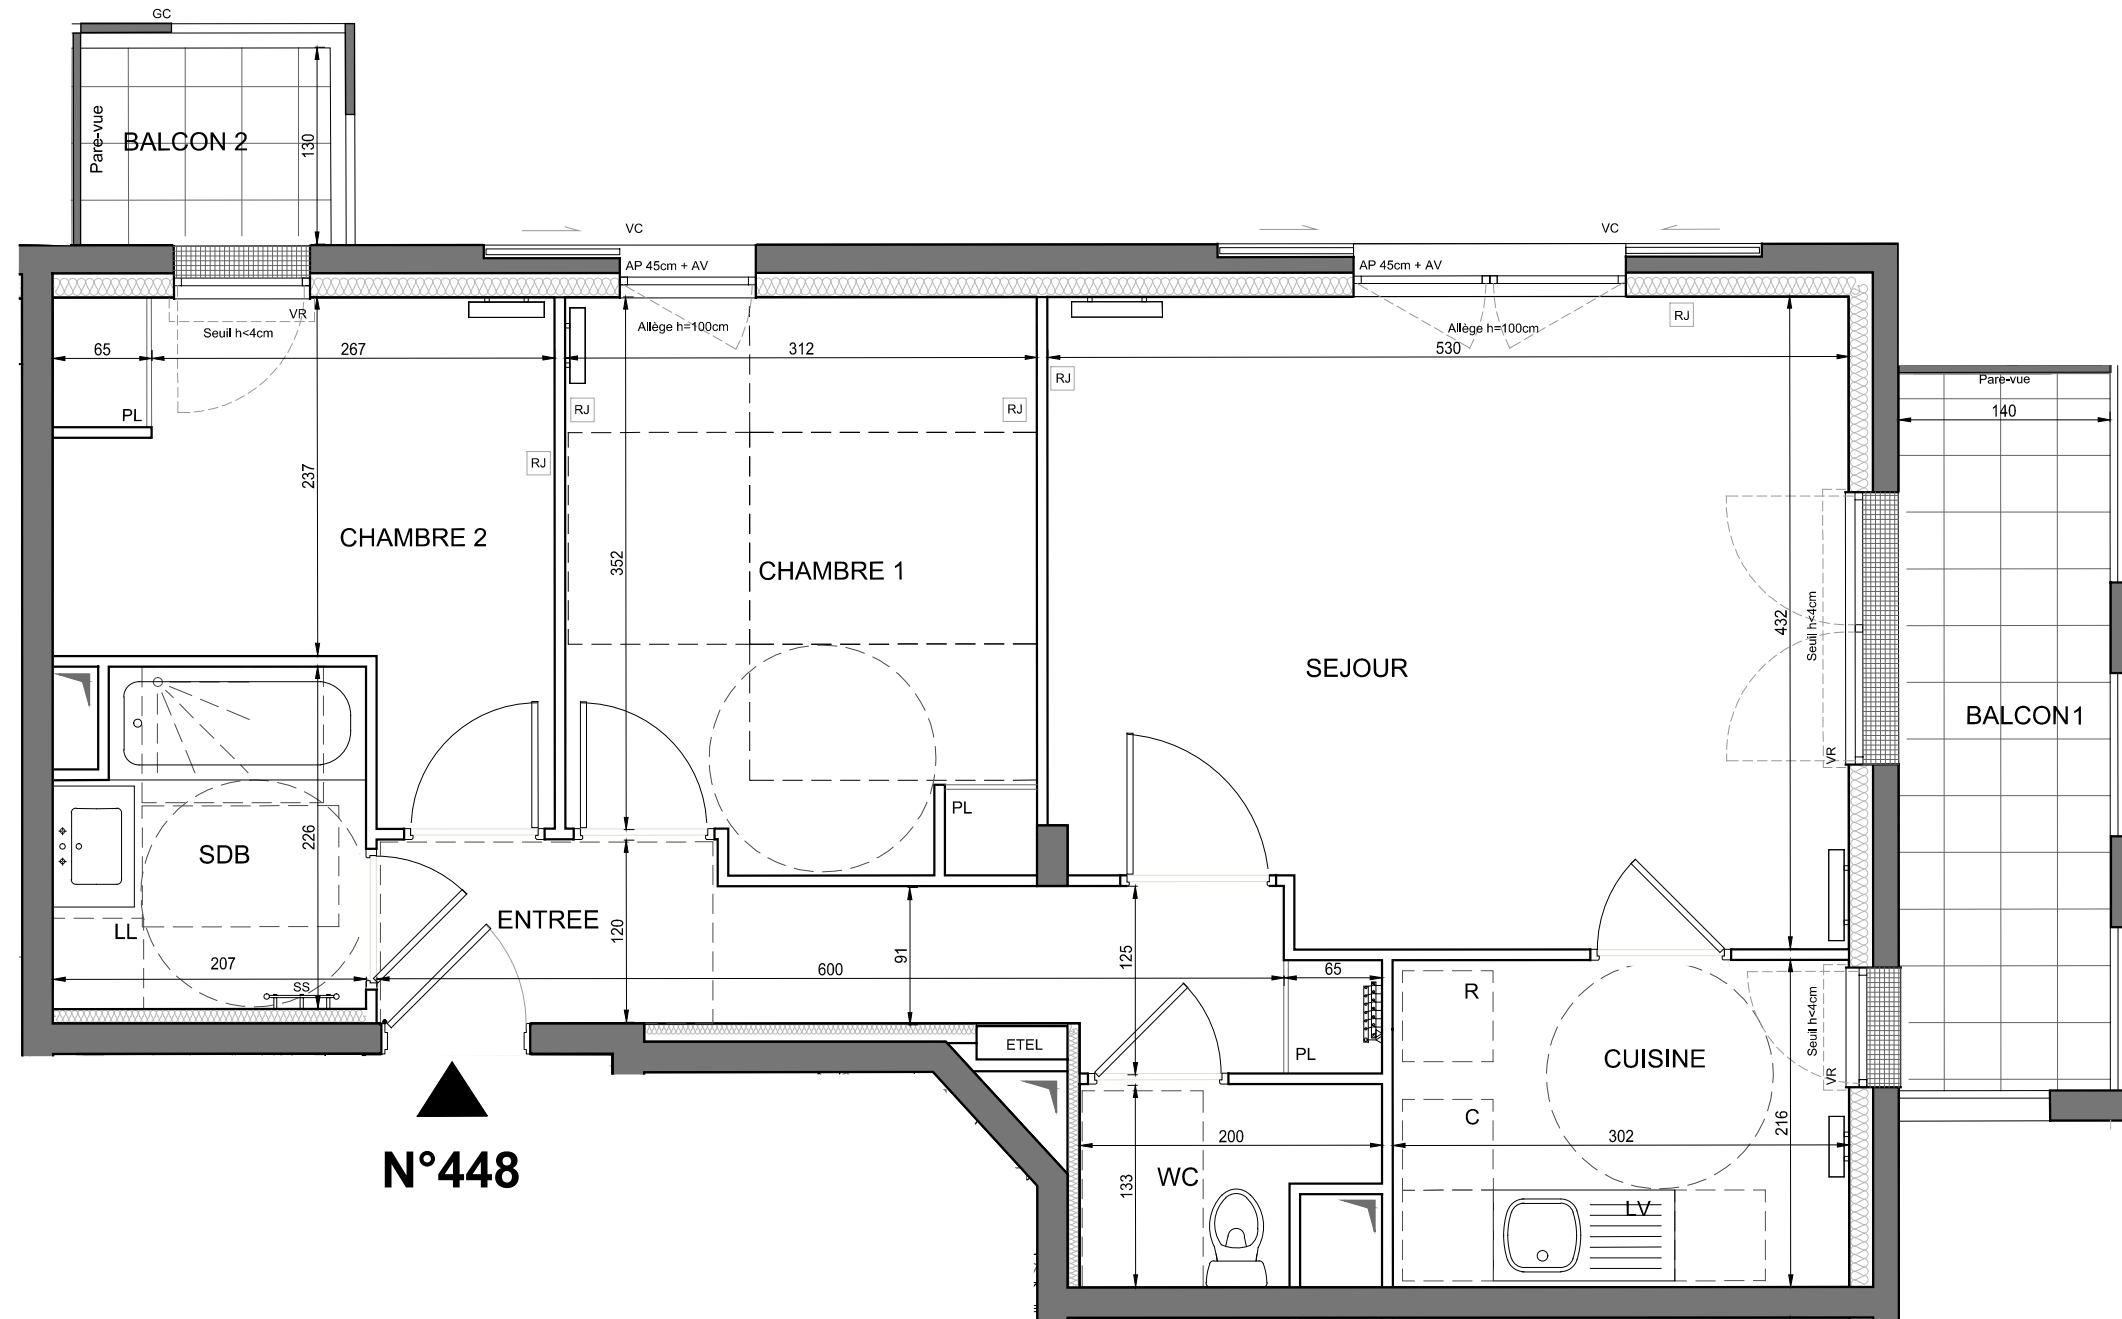 GC
Pare-vue
BALCON 2
130
VC
VC
AP 45cm + AV
AP 45cm + AV
VR
Seuil h<4cm
Allège h=100cm
Allège h=100cm
RJ
65
267
312
530
RJ
Pare-vue
140
PL
RJ
RJ
RJ
237
CHAMBRE 2
352
CHAMBRE 1
432
Seuil h<4cm
SEJOUR
BALCON 1
VR
PL
226
SDB
ENTREE
LL
120
91
125
207
600
65
SS
R
Seuil h<4cm
ETEL
PL
CUISINE
VR
C
216
200
302
N°448
WC
133
LV